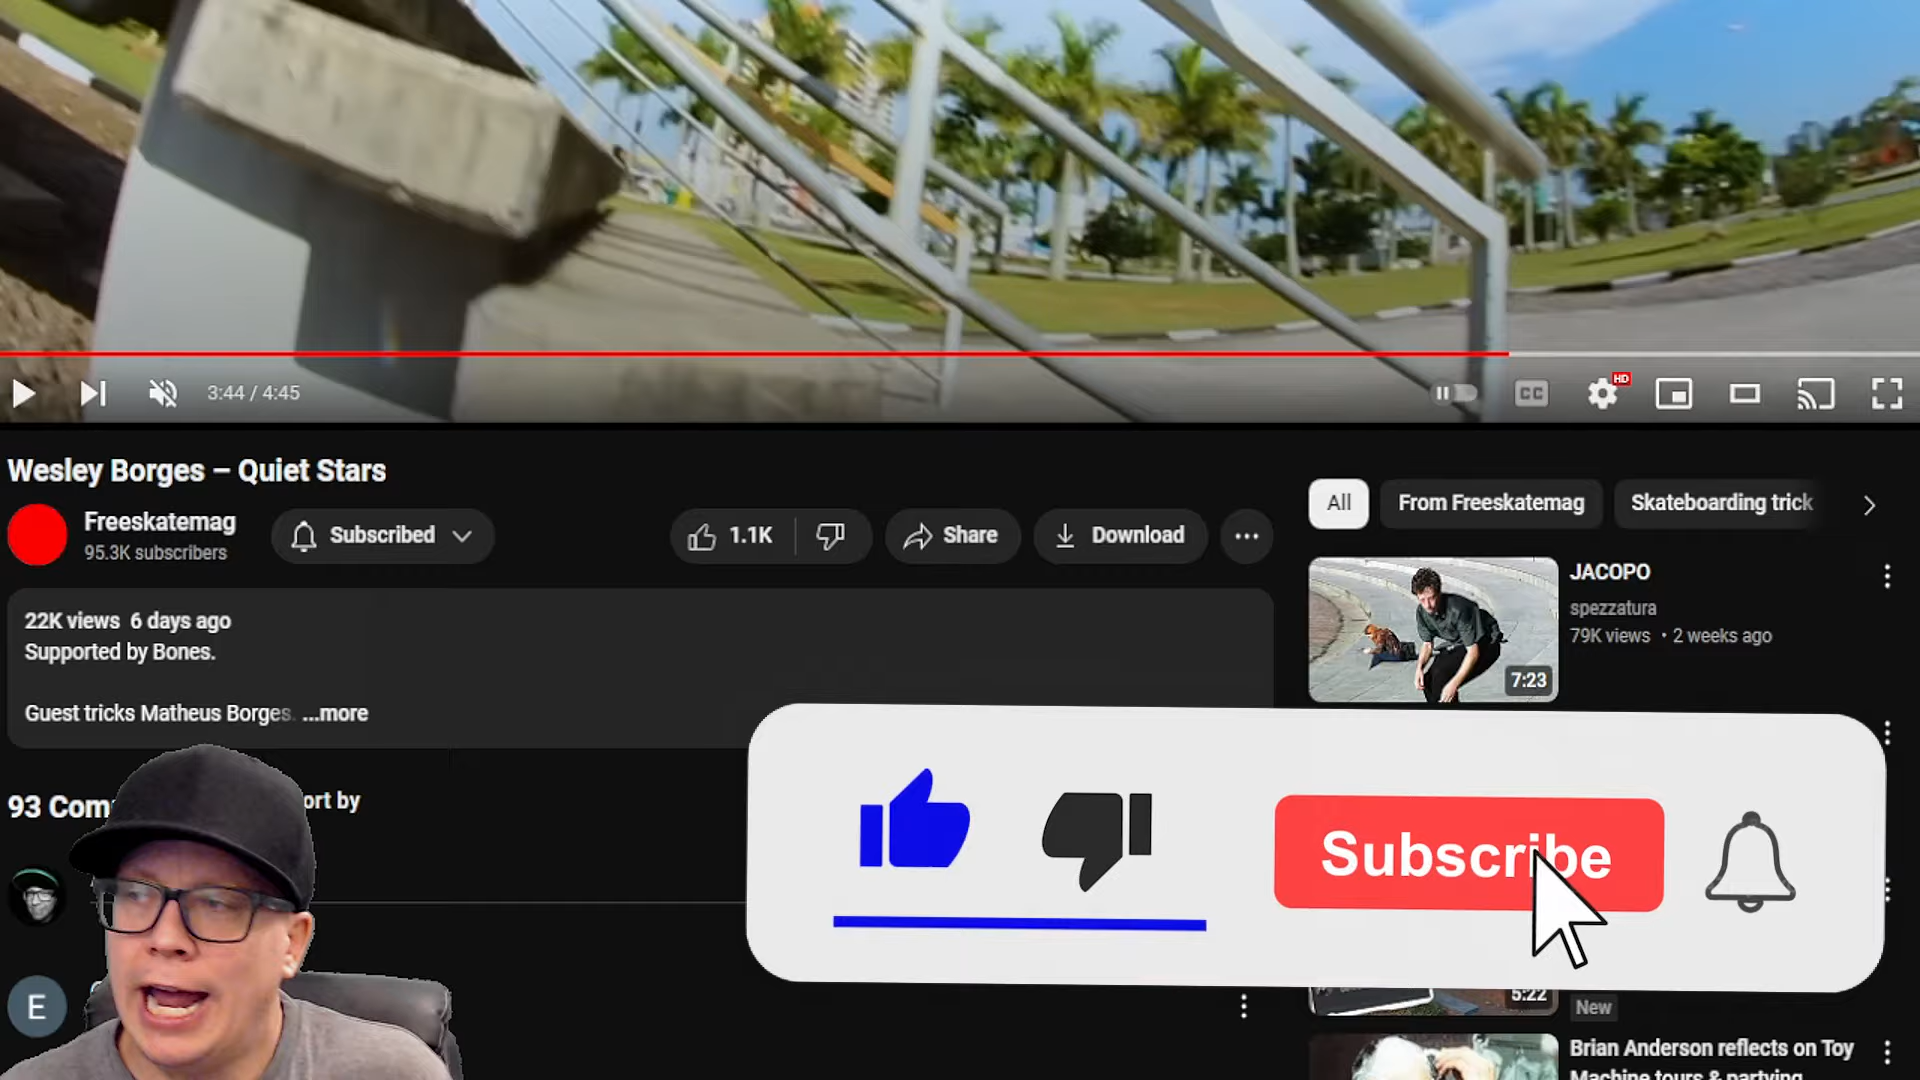 3:44 / 4:45
CC
HD
Wesley Borges – Quiet Stars
Freeskatemag
95.3K subscribers
Subscribed
1.1K
Share
Download
22K views 6 days ago
Supported by Bones.
Guest tricks Matheus Borges. ...more
93 Com
ort by
E
All
From Freeskatemag
Skateboarding trick
JACOPO
spezzatura
79K views • 2 weeks ago
7:23
Subscribe
5:22
New
Brian Anderson reflects on Toy
Machine tours & partying